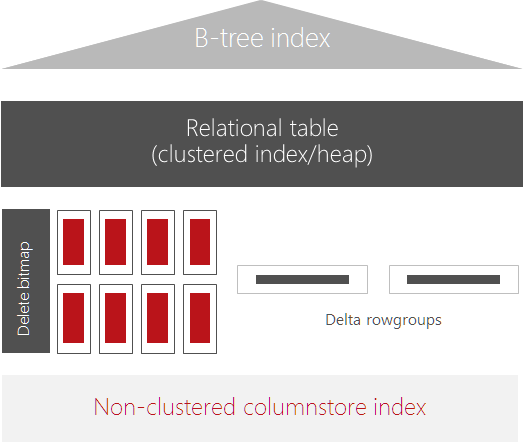 B-tree index
Relational table
(clustered index/heap)
Delete bitmap
Delta rowgroups
Non-clustered columnstore index